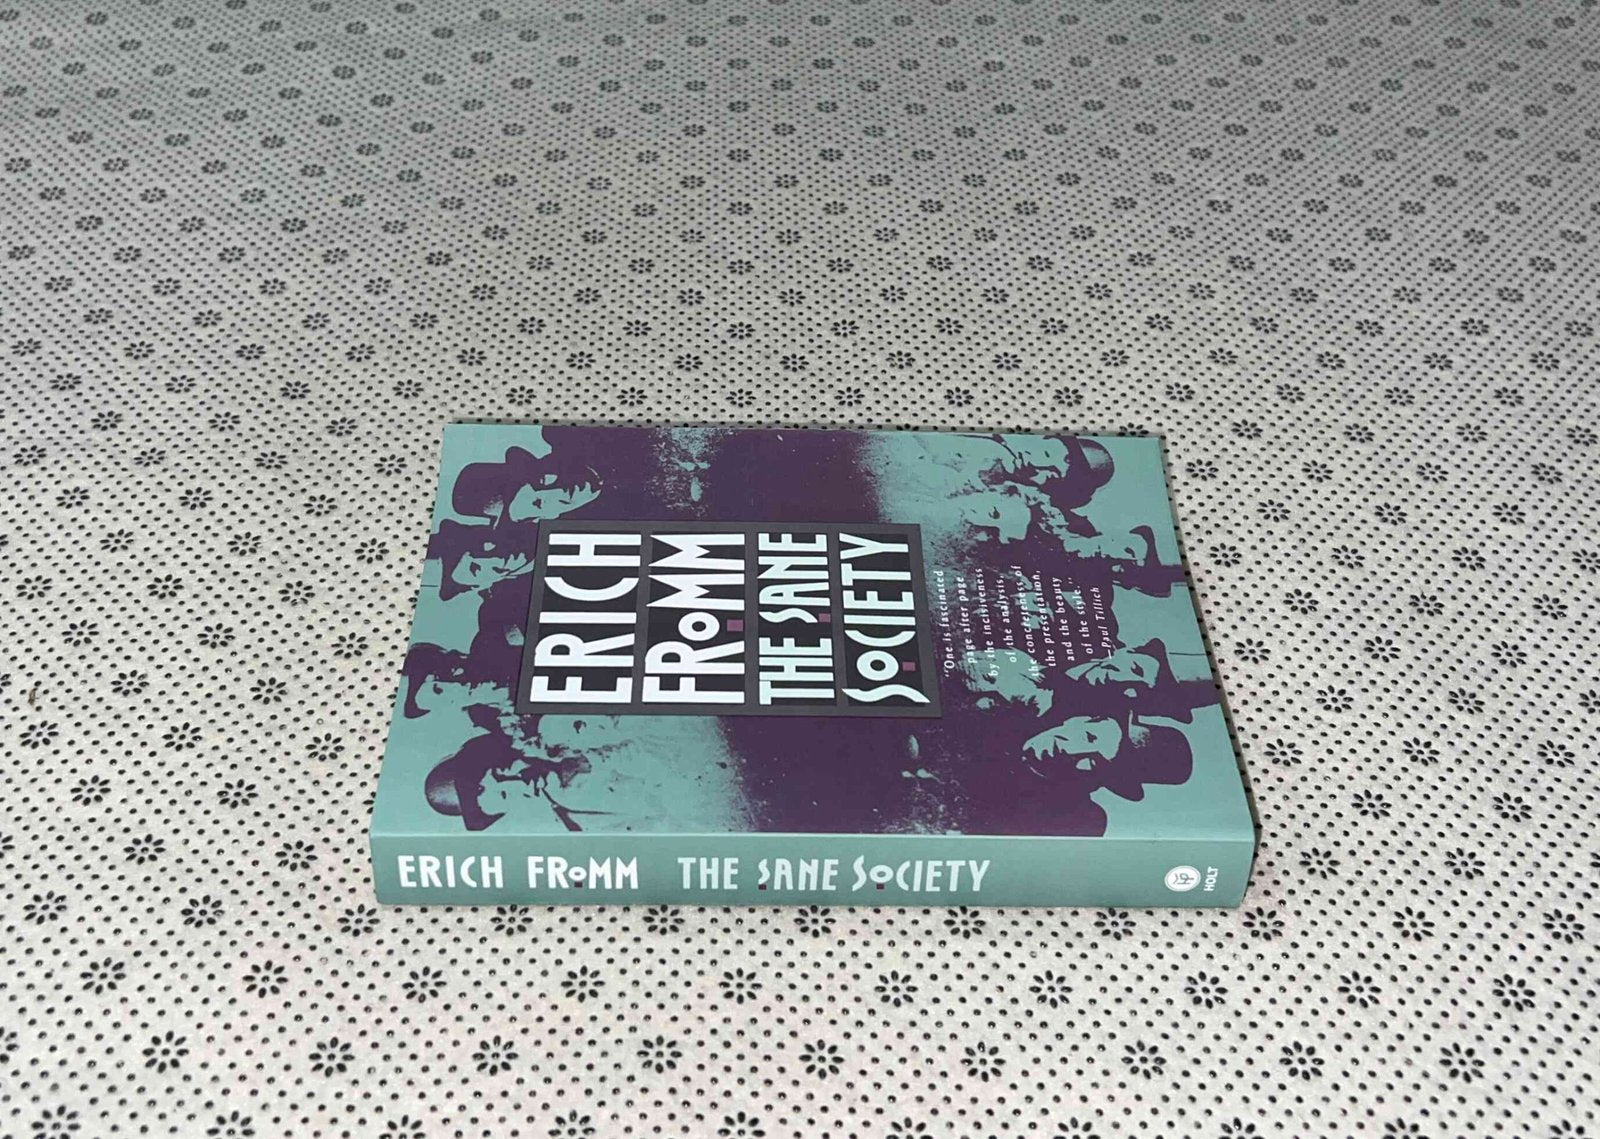 ERICH
FROMM
THE SANE
SOCIETY
"One is fascinated
page after page
by the incisiveness
of the analysis,
the concreteness of
the presentation,
and the beauty
of the style."
—Paul Tillich
ERICH FROMM THE SANE SOCIETY
HOLT